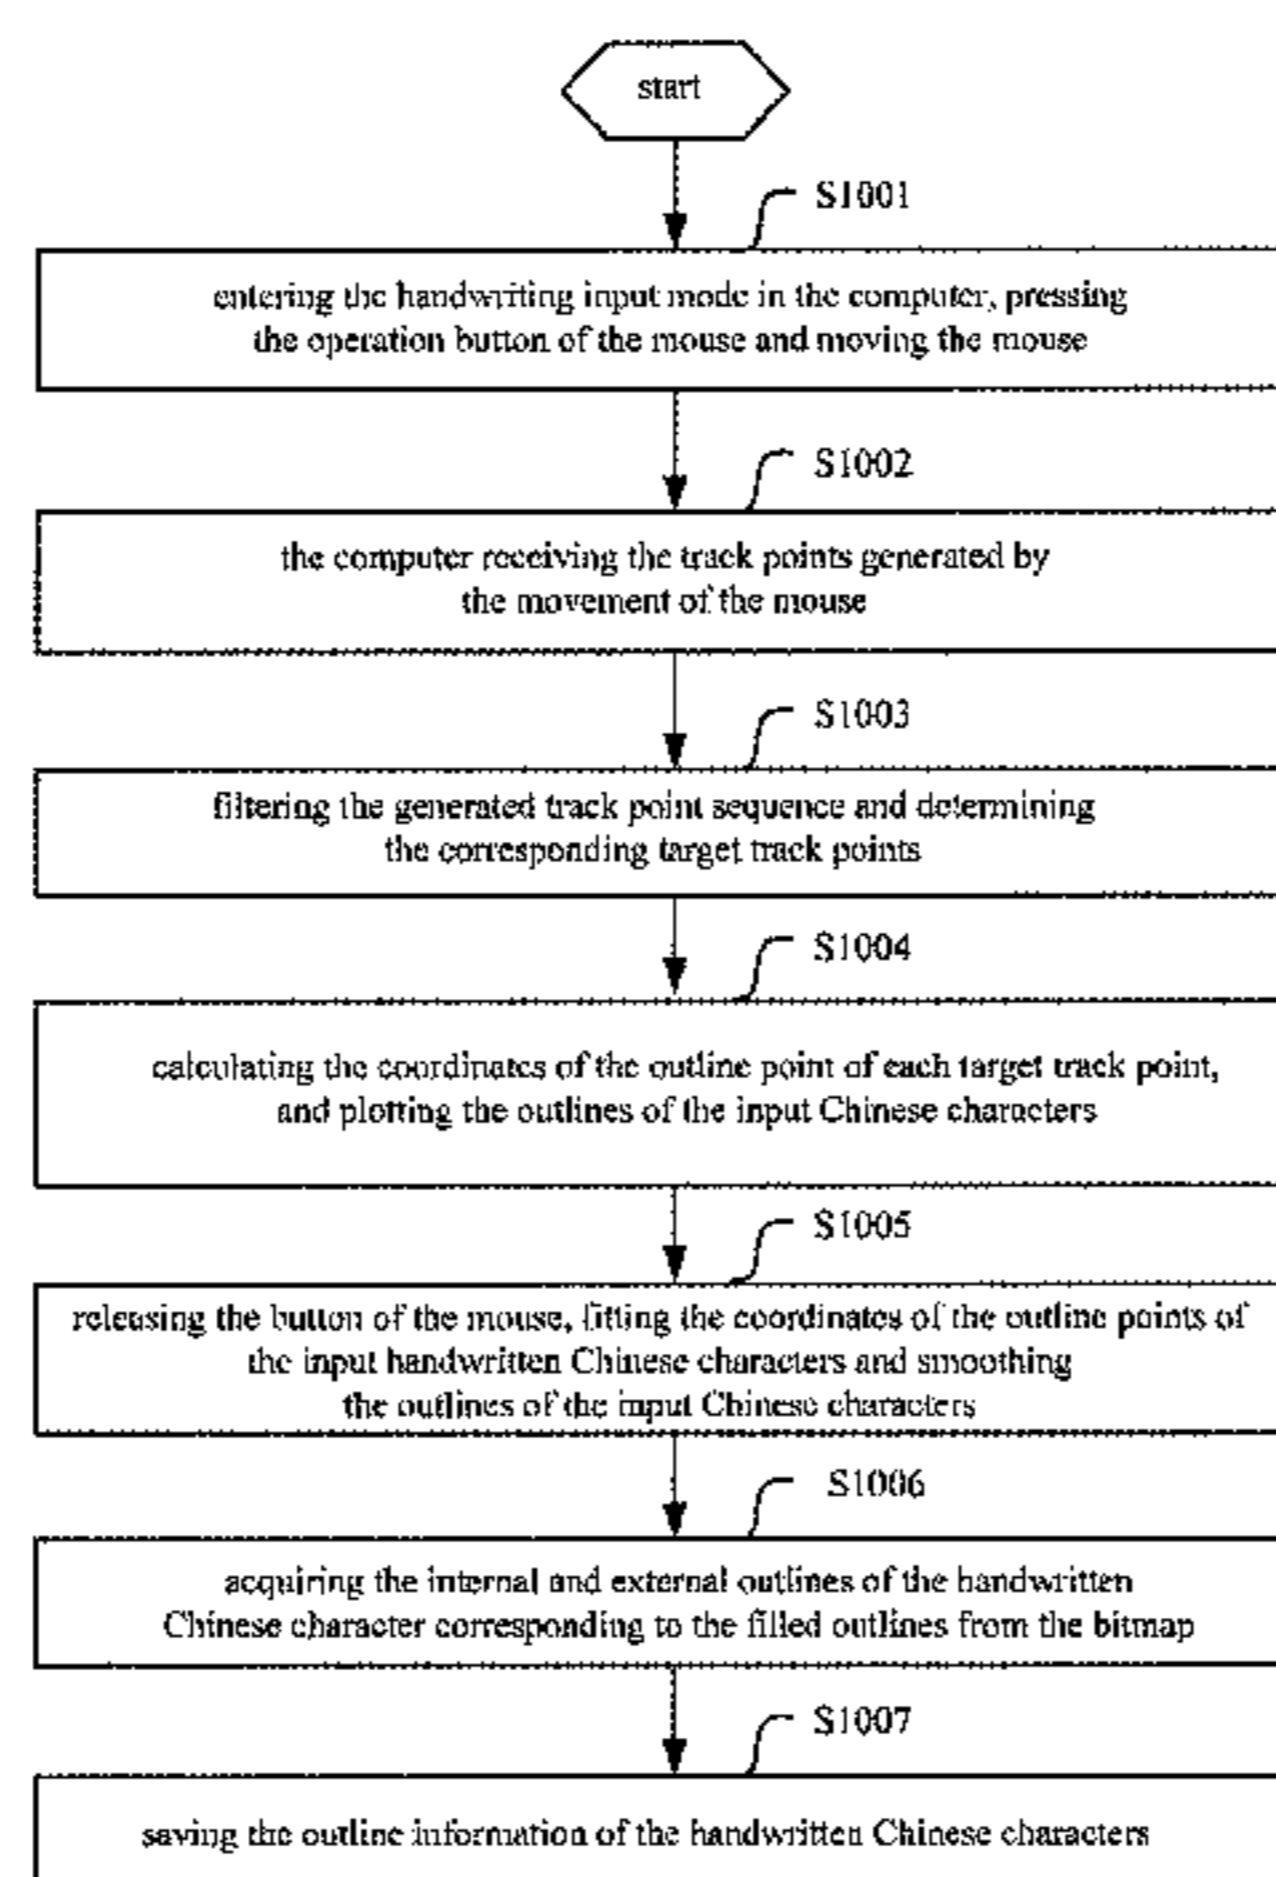 start
S1001
entering the handwriting input mode in the computer, pressing
the operation button of the mouse and moving the mouse
S1002
the computer receiving the track points generated by
the movement of the mouse
S1003
filtering the generated track point sequence and determining
the corresponding target track points
S1004
calculating the coordinates of the outline point of each target track point,
and plotting the outlines of the input Chinese characters
S1005
releasing the button of the mouse, fitting the coordinates of the outline points of
the input handwritten Chinese characters and smoothing
the outlines of the input Chinese characters
S1006
acquiring the internal and external outlines of the handwritten
Chinese character corresponding to the filled outlines from the bitmap
S1007
saving the outline information of the handwritten Chinese characters